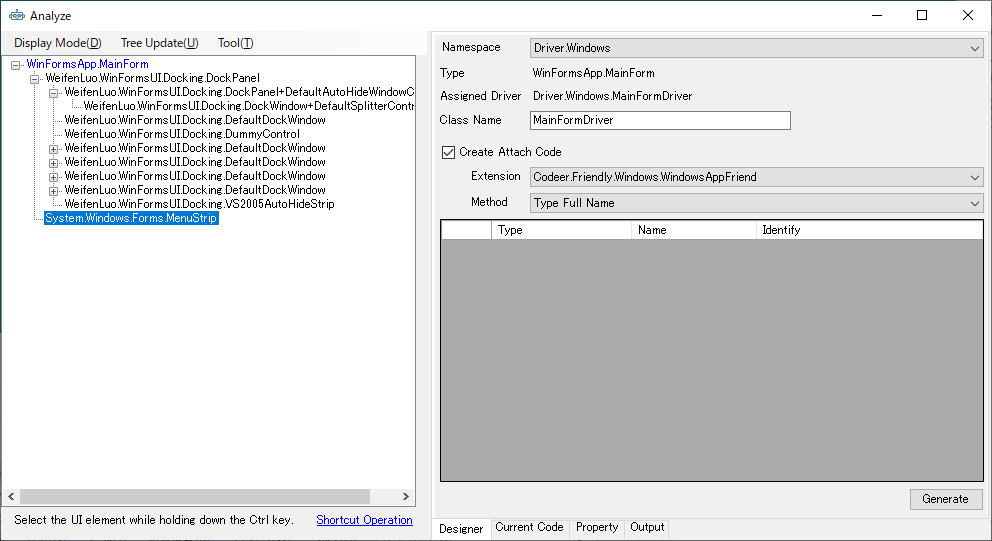 Analyze
Display Mode(D) Tree Update(U) Tool(T)
WinFormsApp.MainForm
WeifenLuo.WinFormsUI.Docking.DockPanel
WeifenLuo.WinFormsUI.Docking.DockPanel+DefaultAutoHideWindowC
WeifenLuo.WinFormsUI.Docking.DockWindow+DefaultSplitterContr
WeifenLuo.WinFormsUI.Docking.DefaultDockWindow
WeifenLuo.WinFormsUI.Docking.DummyControl
WeifenLuo.WinFormsUI.Docking.DefaultDockWindow
WeifenLuo.WinFormsUI.Docking.DefaultDockWindow
WeifenLuo.WinFormsUI.Docking.DefaultDockWindow
WeifenLuo.WinFormsUI.Docking.DefaultDockWindow
WeifenLuo.WinFormsUI.Docking.VS2005AutoHideStrip
System.Windows.Forms.MenuStrip
Select the UI element while holding down the Ctrl key. Shortcut Operation
Namespace Driver.Windows
Type WinFormsApp.MainForm
Assigned Driver Driver.Windows.MainFormDriver
Class Name MainFormDriver
Create Attach Code
Extension Codeer.Friendly.Windows.WindowsAppFriend
Method Type Full Name
Type Name Identify
Generate
Designer Current Code Property Output